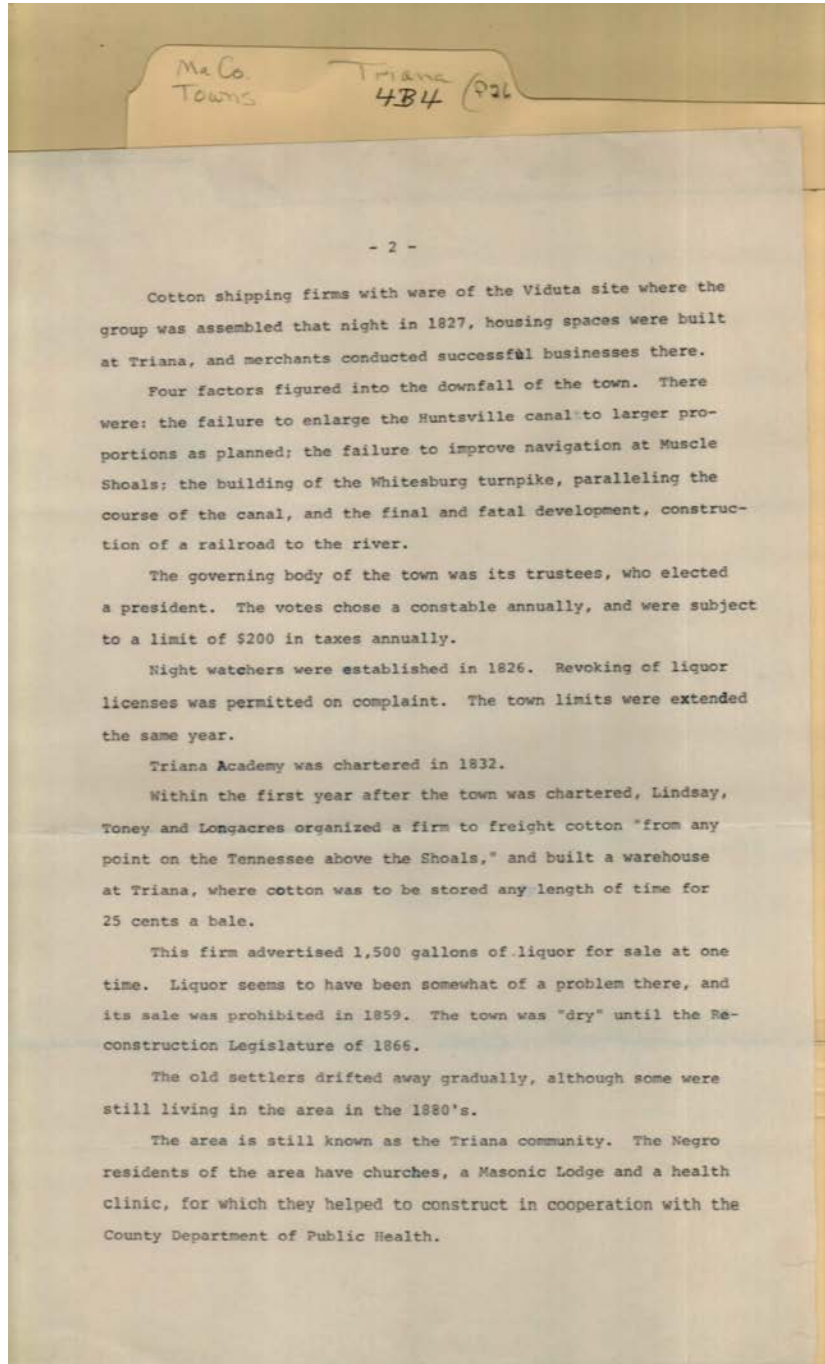 Ma Co. Triana
Towns 4B4 (P26
- 2 -
Cotton shipping firms with ware of the Viduta site where the
group was assembled that night in 1827, housing spaces were built
at Triana, and merchants conducted successful businesses there.
Four factors figured into the downfall of the town. There
were: the failure to enlarge the Huntsville canal to larger pro-
portions as planned; the failure to improve navigation at Muscle
Shoals; the building of the Whitesburg turnpike, paralleling the
course of the canal, and the final and fatal development, construc-
tion of a railroad to the river.
The governing body of the town was its trustees, who elected
a president. The votes chose a constable annually, and were subject
to a limit of $200 in taxes annually.
Night watchers were established in 1826. Revoking of liquor
licenses was permitted on complaint. The town limits were extended
the same year.
Triana Academy was chartered in 1832.
Within the first year after the town was chartered, Lindsay,
Toney and Longacres organized a firm to freight cotton "from any
point on the Tennessee above the Shoals," and built a warehouse
at Triana, where cotton was to be stored any length of time for
25 cents a bale.
This firm advertised 1,500 gallons of liquor for sale at one
time. Liquor seems to have been somewhat of a problem there, and
its sale was prohibited in 1859. The town was "dry" until the Re-
construction Legislature of 1866.
The old settlers drifted away gradually, although some were
still living in the area in the 1880's.
The area is still known as the Triana community. The Negro
residents of the area have churches, a Masonic Lodge and a health
clinic, for which they helped to construct in cooperation with the
County Department of Public Health.